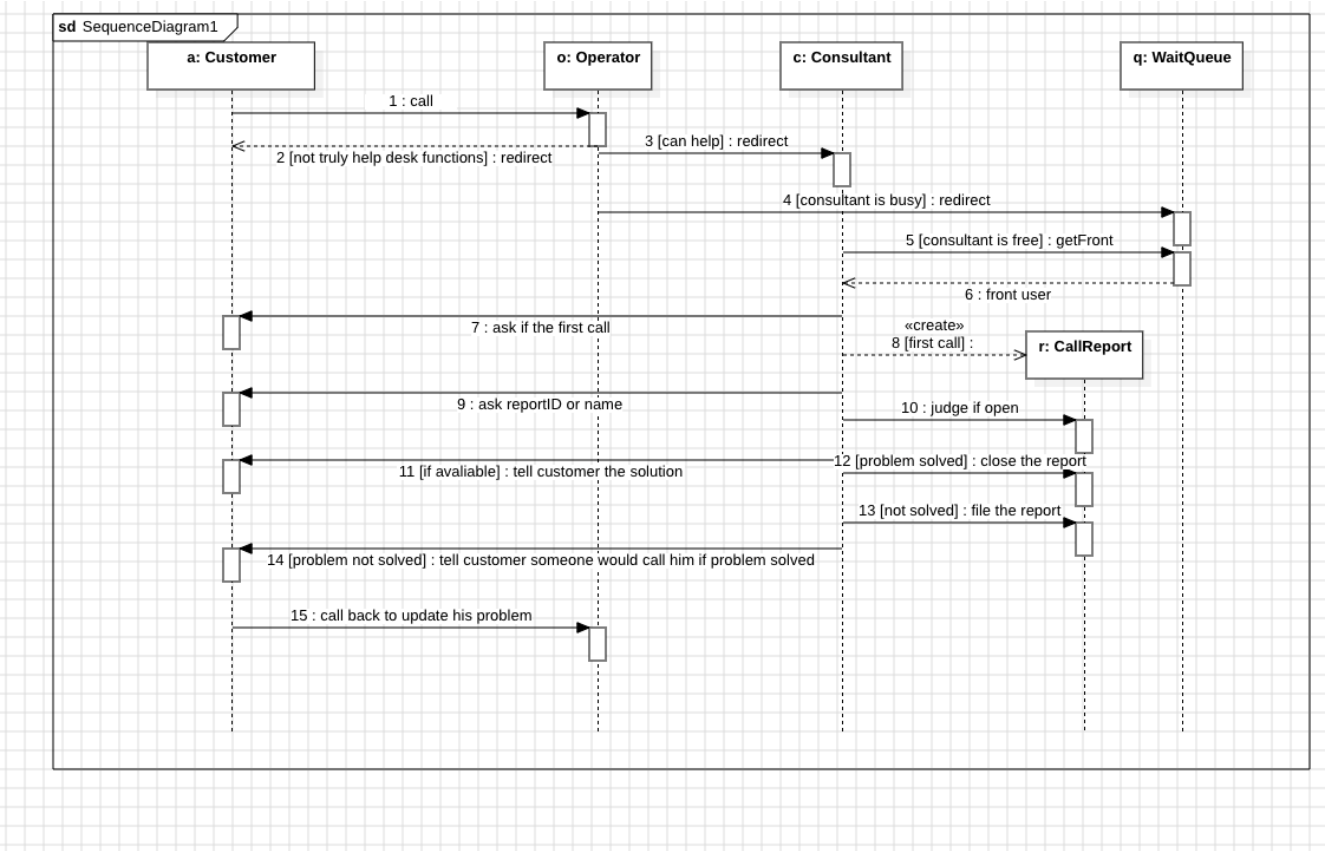 sd SequenceDiagram1
a: Customer
o: Operator
c: Consultant
q: WaitQueue
1 : call
2 [not truly help desk functions] : redirect
3 [can help] : redirect
4 [consultant is busy] : redirect
5 [consultant is free] : getFront
6 : front user
7 : ask if the first call
«create»
8 [first call] :
r: CallReport
9 : ask reportID or name
10 : judge if open
11 [if avaliable] : tell customer the solution
12 [problem solved] : close the report
13 [not solved] : file the report
14 [problem not solved] : tell customer someone would call him if problem solved
15 : call back to update his problem